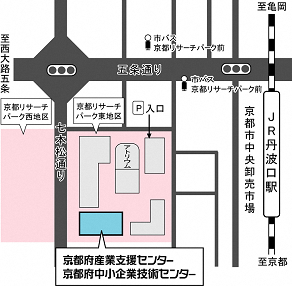 至亀岡
市バス
京都リサーチパーク前
至西大路五条
五条通り
市バス
京都リサーチパーク前
京都リサーチ
パーク西地区
京都リサーチ
パーク東地区
P 入口
七本松通り
アトリウム
JR丹波口駅
京都市中央卸売市場
京都府産業支援センター
京都府中小企業技術センター
至京都